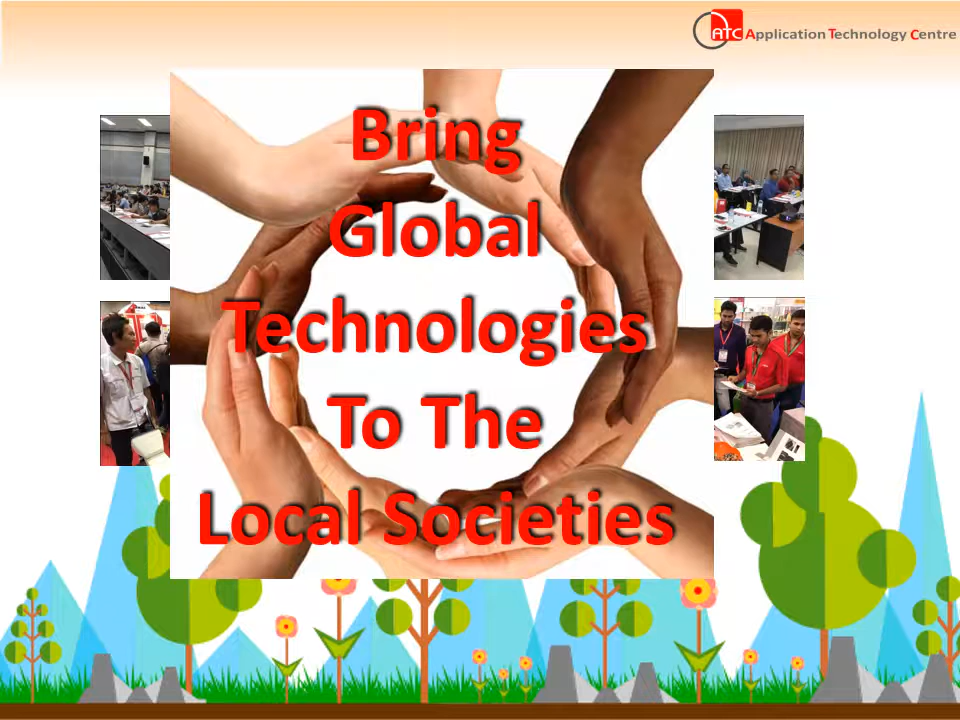 ATC Application Technology Centre
Bring
Global
Technologies
To The
Local Societies